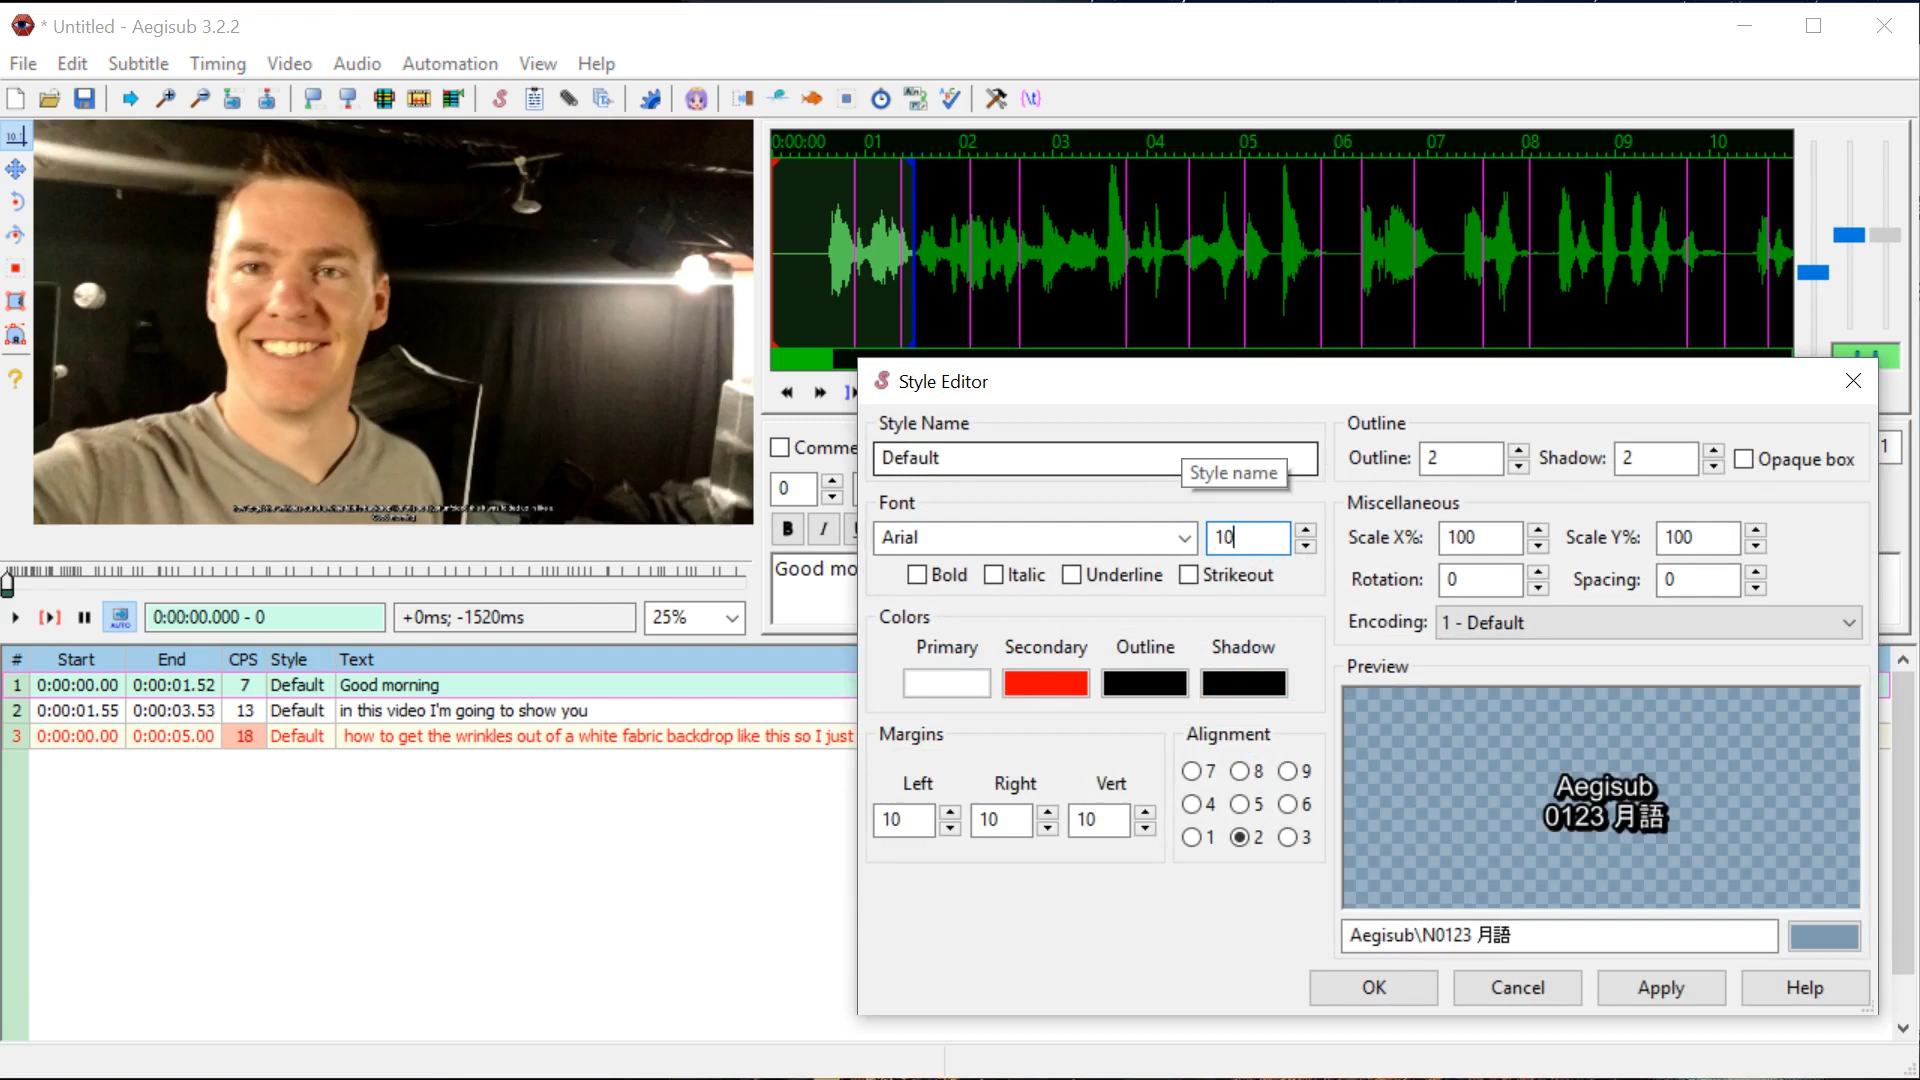 * Untitled - Aegisub 3.2.2
File Edit Subtitle Timing Video Audio Automation View Help
0:00:00 01 02 03 04 05 06 07 08 09 10
Style Editor
Style Name
Default
Style name
Font
Arial 10
Bold Italic Underline Strikeout
Colors
Primary Secondary Outline Shadow
Margins
Left Right Vert
10 10 10
Alignment
7 8 9
4 5 6
1 2 3
Outline
Outline: 2 Shadow: 2 Opaque box
Miscellaneous
Scale X%: 100 Scale Y%: 100
Rotation: 0 Spacing: 0
Encoding: 1 - Default
Preview
Aegisub
0123 月語
Aegisub\N0123 月語
OK Cancel Apply Help
Comme
1
0
B I U
Good mo
Good morning
AUTO
0:00:00.000 - 0 +0ms; -1520ms 25%
# Start End CPS Style Text
1 0:00:00.00 0:00:01.52 7 Default Good morning
2 0:00:01.55 0:00:03.53 13 Default in this video I'm going to show you
3 0:00:00.00 0:00:05.00 18 Default how to get the wrinkles out of a white fabric backdrop like this so I just